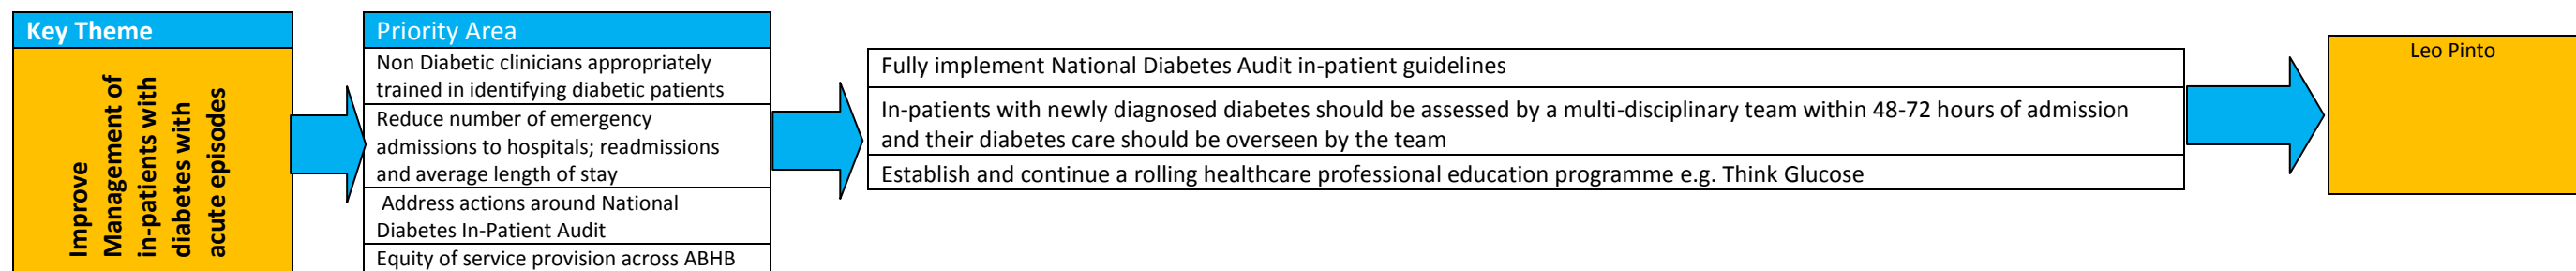 Key Theme
Improve
Management of
in-patients with
diabetes with
acute episodes
Priority Area
Non Diabetic clinicians appropriately
trained in identifying diabetic patients
Reduce number of emergency
admissions to hospitals; readmissions
and average length of stay
Address actions around National
Diabetes In-Patient Audit
Equity of service provision across ABHB
Fully implement National Diabetes Audit in-patient guidelines
In-patients with newly diagnosed diabetes should be assessed by a multi-disciplinary team within 48-72 hours of admission
and their diabetes care should be overseen by the team
Establish and continue a rolling healthcare professional education programme e.g. Think Glucose
Leo Pinto